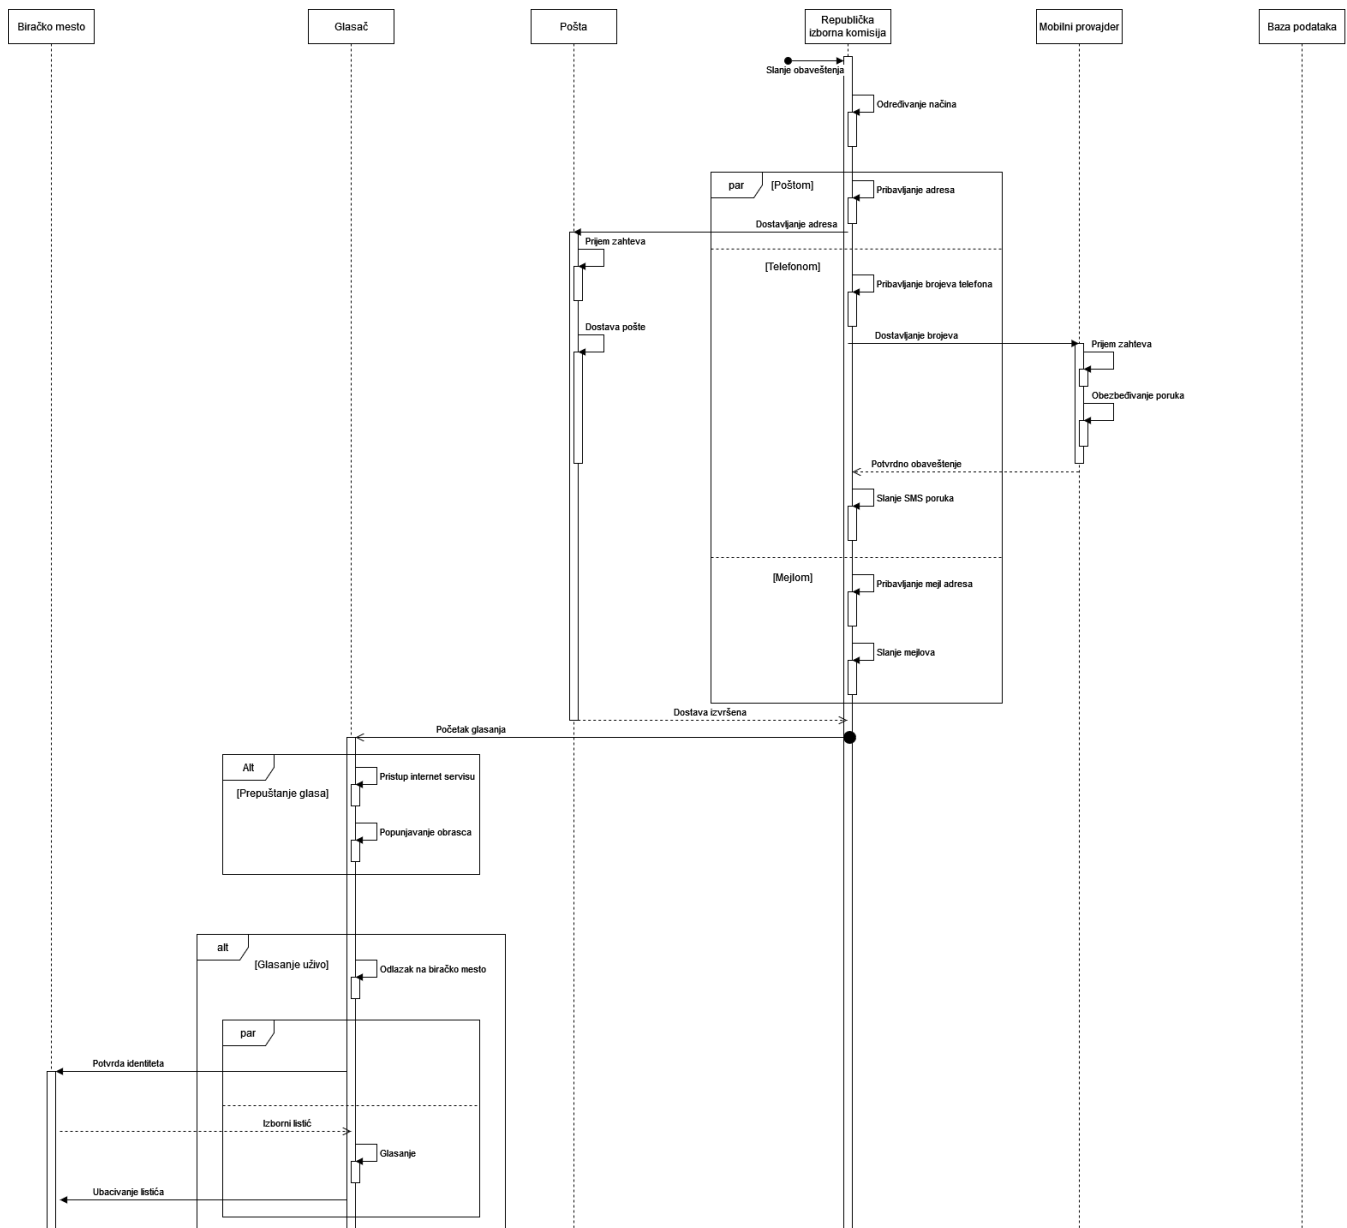 Biračko mesto
Glasač
Pošta
Republička
izborna komisija
Mobilni provajder
Baza podataka
Slanje obaveštenja
Određivanje načina
par
[Poštom]
Pribavljanje adresa
Dostavljanje adresa
Prijem zahteva
[Telefonom]
Pribavljanje brojeva telefona
Dostava pošte
Dostavljanje brojeva
Prijem zahteva
Obezbeđivanje poruka
Potvrdno obaveštenje
Slanje SMS poruka
[Mejlom]
Pribavljanje mejl adresa
Slanje mejlova
Dostava izvršena
Početak glasanja
Alt
Pristup internet servisu
[Prepuštanje glasa]
Popunjavanje obrasca
alt
[Glasanje uživo]
Odlazak na biračko mesto
par
Potvrda identiteta
Izborni listić
Glasanje
Ubacivanje listića